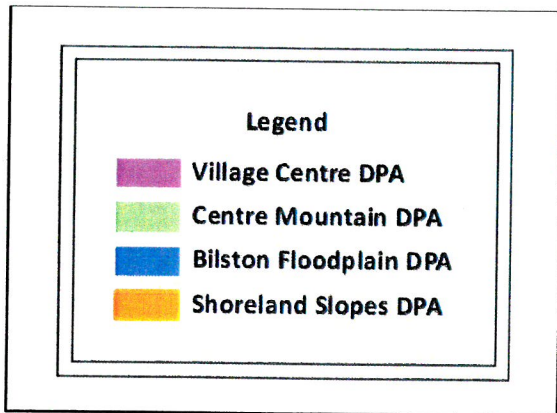 Legend
Village Centre DPA
Centre Mountain DPA
Bilston Floodplain DPA
Shoreland Slopes DPA